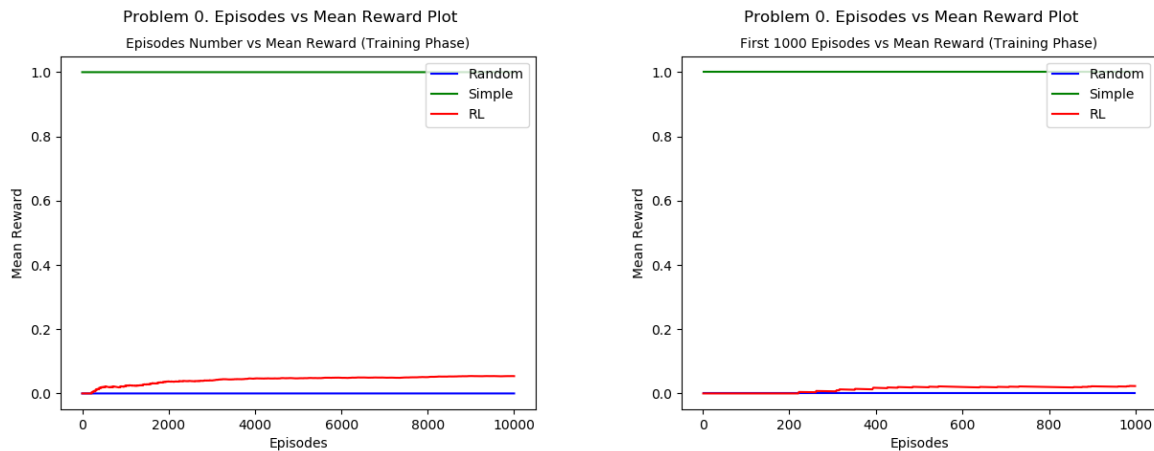 Problem 0. Episodes vs Mean Reward Plot
Episodes Number vs Mean Reward (Training Phase)
1.0
0.8
0.6
0.4
0.2
0.0
Mean Reward
Random
Simple
RL
0
2000
4000
6000
8000
10000
Episodes
Problem 0. Episodes vs Mean Reward Plot
First 1000 Episodes vs Mean Reward (Training Phase)
1.0
0.8
0.6
0.4
0.2
0.0
Mean Reward
Random
Simple
RL
0
200
400
600
800
1000
Episodes